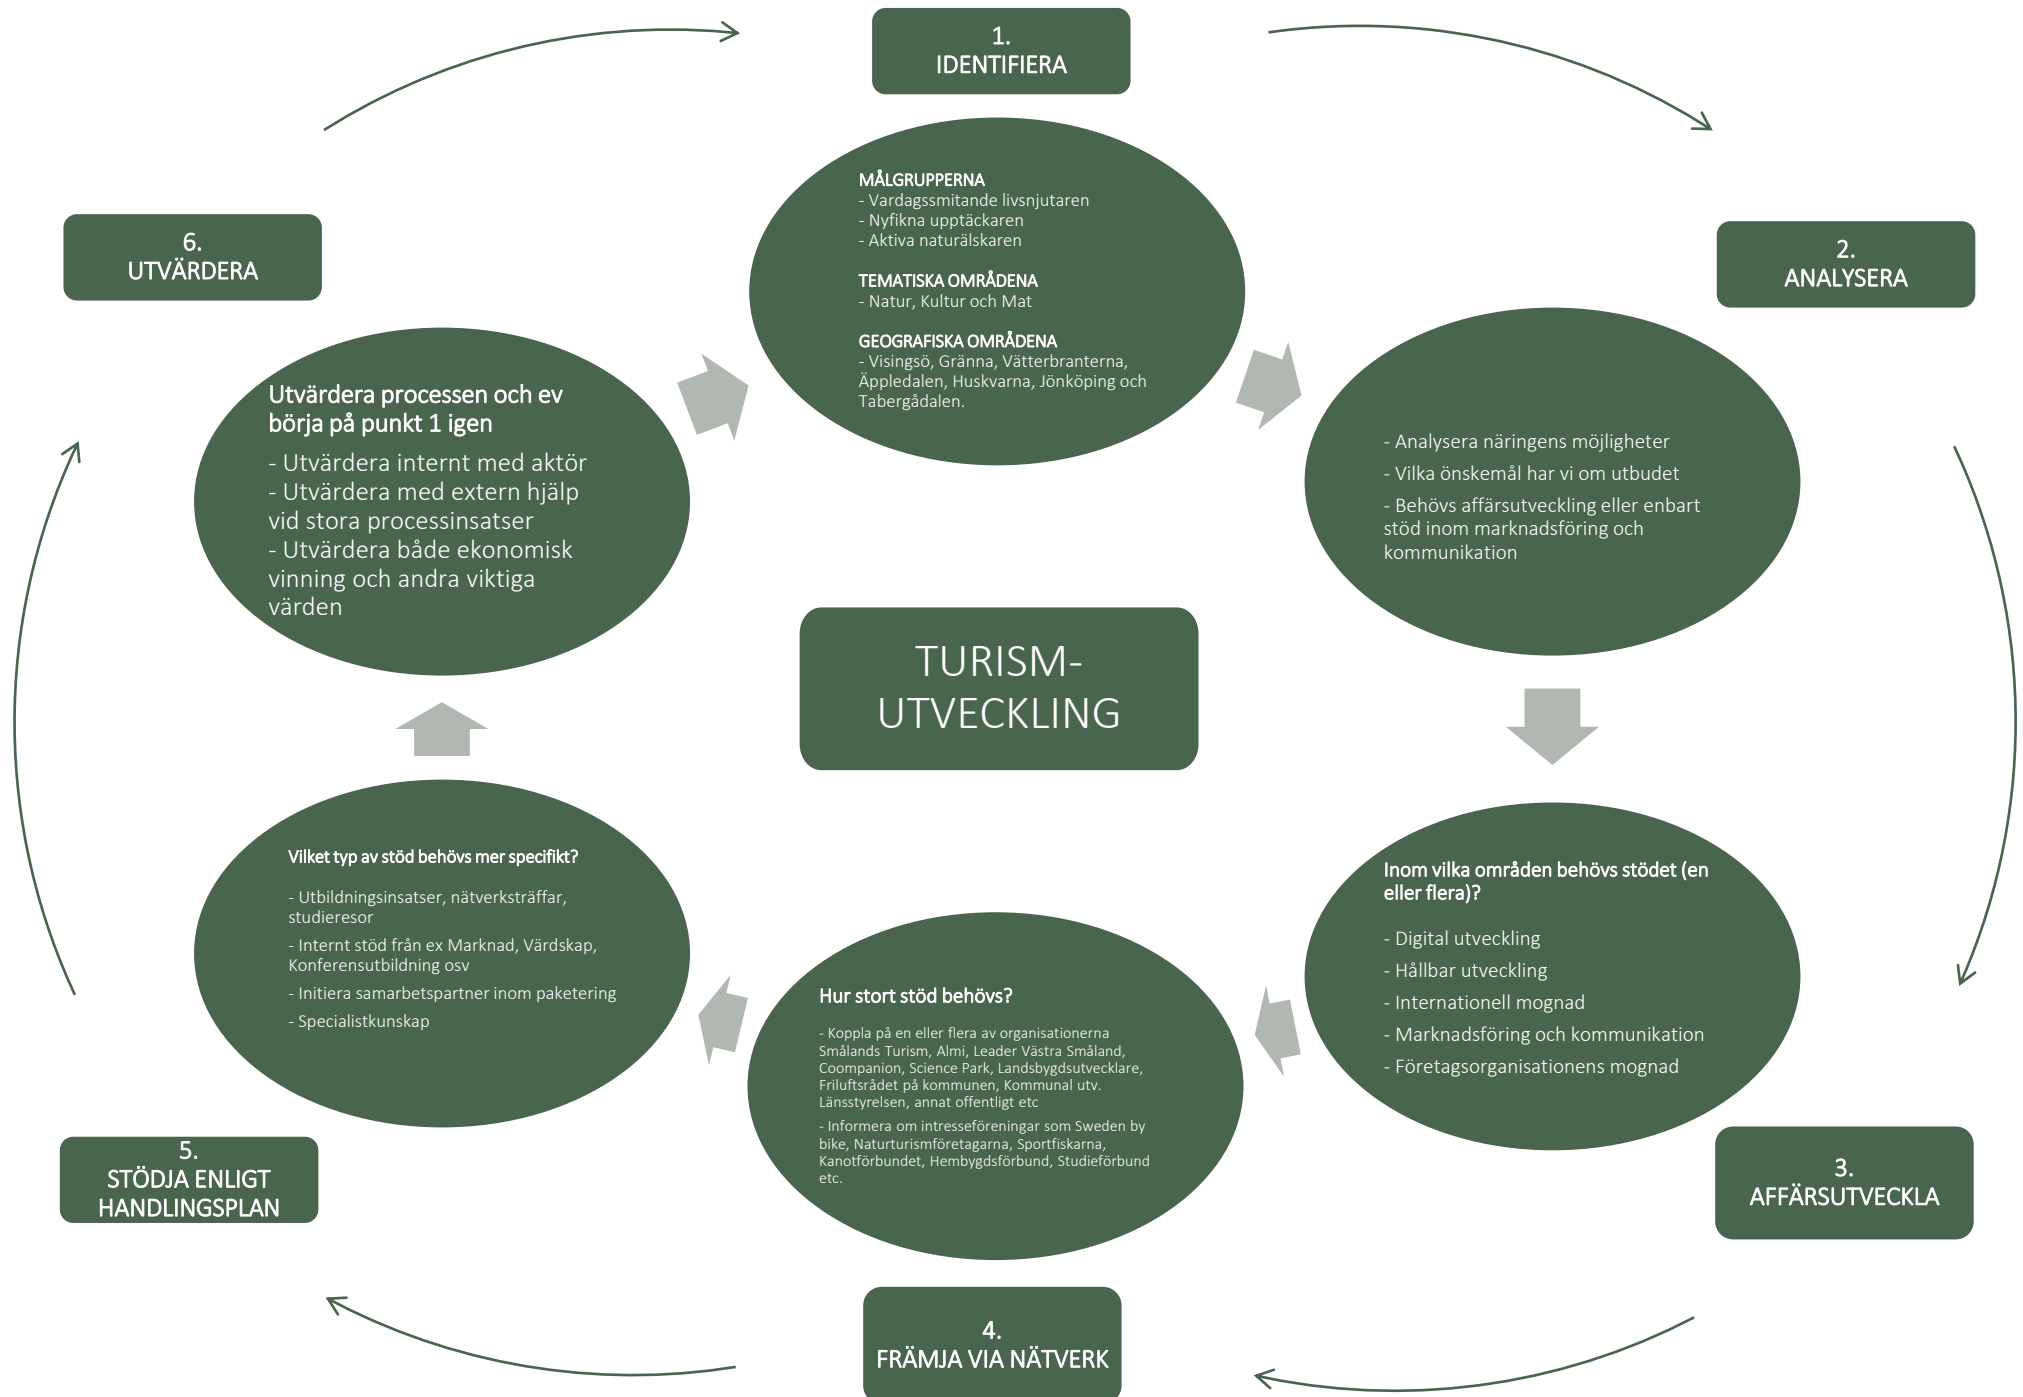 1.
IDENTIFIERA
MÅLGRUPPERNA
- Vardagssmitande livsnjutaren
- Nyfikna upptäckaren
- Aktiva naturälskaren
TEMATISKA OMRÅDENA
- Natur, Kultur och Mat
GEOGRAFISKA OMRÅDENA
- Visingsö, Gränna, Vätterbranterna,
Äppledalen, Huskvarna, Jönköping och
Tabergådalen.
2.
ANALYSERA
- Analysera näringens möjligheter
- Vilka önskemål har vi om utbudet
- Behövs affärsutveckling eller enbart
stöd inom marknadsföring och
kommunikation
TURISM-
UTVECKLING
3.
AFFÄRSUTVECKLA
Inom vilka områden behövs stödet (en
eller flera)?
- Digital utveckling
- Hållbar utveckling
- Internationell mognad
- Marknadsföring och kommunikation
- Företagsorganisationens mognad
4.
FRÄMJA VIA NÄTVERK
Hur stort stöd behövs?
- Koppla på en eller flera av organisationerna
Smålands Turism, Almi, Leader Västra Småland,
Coompanion, Science Park, Landsbygdsutvecklare,
Friluftsrådet på kommunen, Kommunal utv.
Länsstyrelsen, annat offentligt etc
- Informera om intresseföreningar som Sweden by
bike, Naturturismföretagarna, Sportfiskarna,
Kanotförbundet, Hembygdsförbund, Studieförbund
etc.
5.
STÖDJA ENLIGT
HANDLINGSPLAN
Vilket typ av stöd behövs mer specifikt?
- Utbildningsinsatser, nätverksträffar,
studieresor
- Internt stöd från ex Marknad, Värdskap,
Konferensutbildning osv
- Initiera samarbetspartner inom paketering
- Specialistkunskap
6.
UTVÄRDERA
Utvärdera processen och ev
börja på punkt 1 igen
- Utvärdera internt med aktör
- Utvärdera med extern hjälp
vid stora processinsatser
- Utvärdera både ekonomisk
vinning och andra viktiga
värden